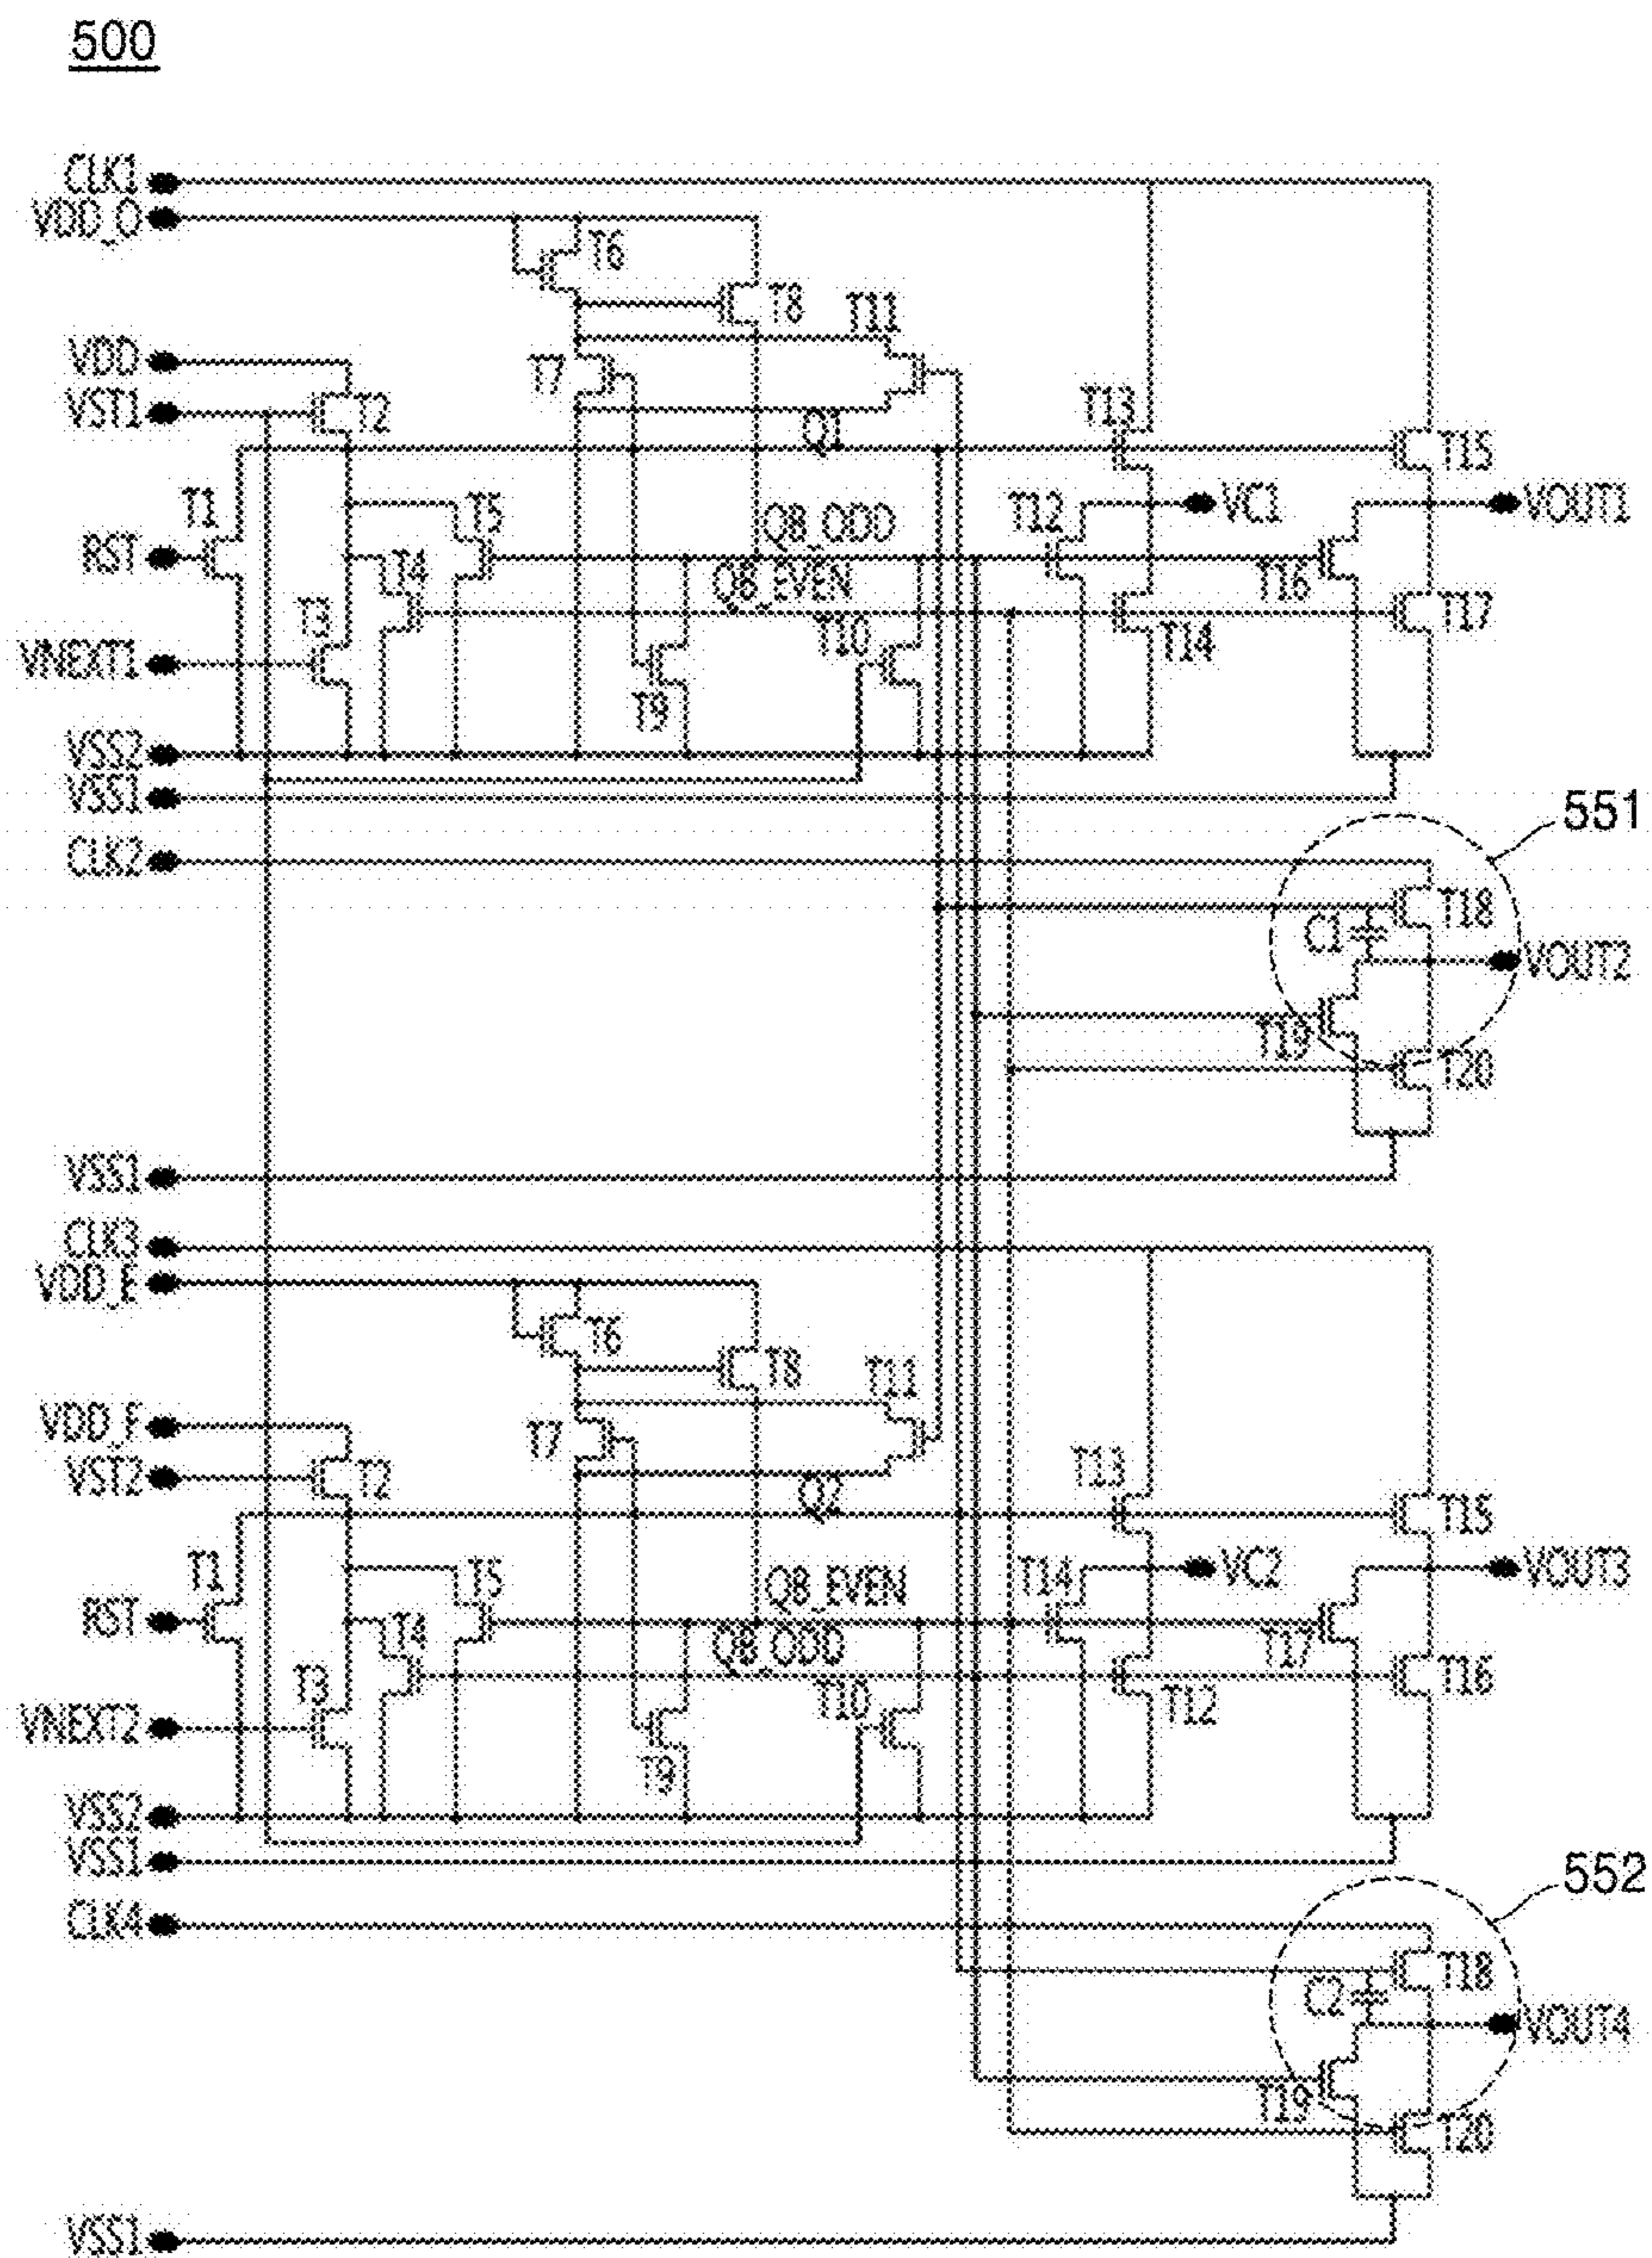 500
CLK1
VDD_O
T6
T8
T11
VDD
T7
VST1
T2
T13
Q1
T15
T1
T5
T12
VC1
VOUT1
Q8_ODD
RST
T4
Q8_EVEN
T16
T3
T10
T14
T17
VNEXT1
T9
VSS2
VSS1
551
CLK2
T18
C1
VOUT2
T19
T20
VSS1
CLK3
VDD_E
T6
T8
T11
VDD_F
T7
VST2
T2
T13
Q2
T15
T1
T5
T14
VC2
VOUT3
Q8_EVEN
RST
T4
Q8_ODD
T17
T3
T10
T12
T16
VNEXT2
T9
VSS2
VSS1
552
CLK4
T18
C2
VOUT4
T19
T20
VSS1